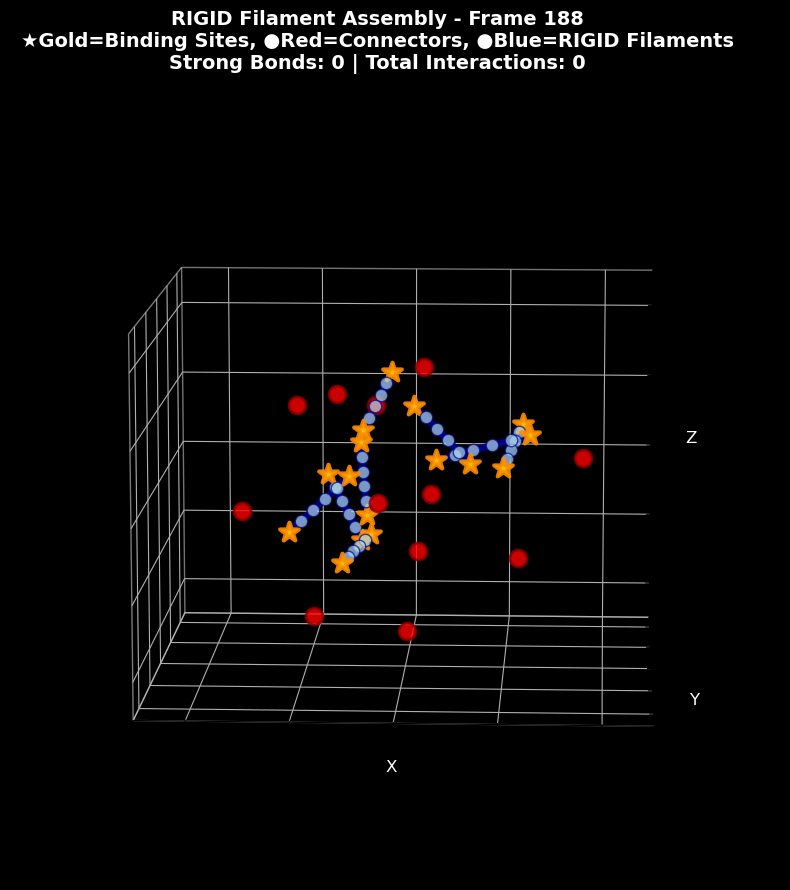 RIGID Filament Assembly - Frame 188
★Gold=Binding Sites, ●Red=Connectors, ●Blue=RIGID Filaments
Strong Bonds: 0 | Total Interactions: 0
Z
Y
X